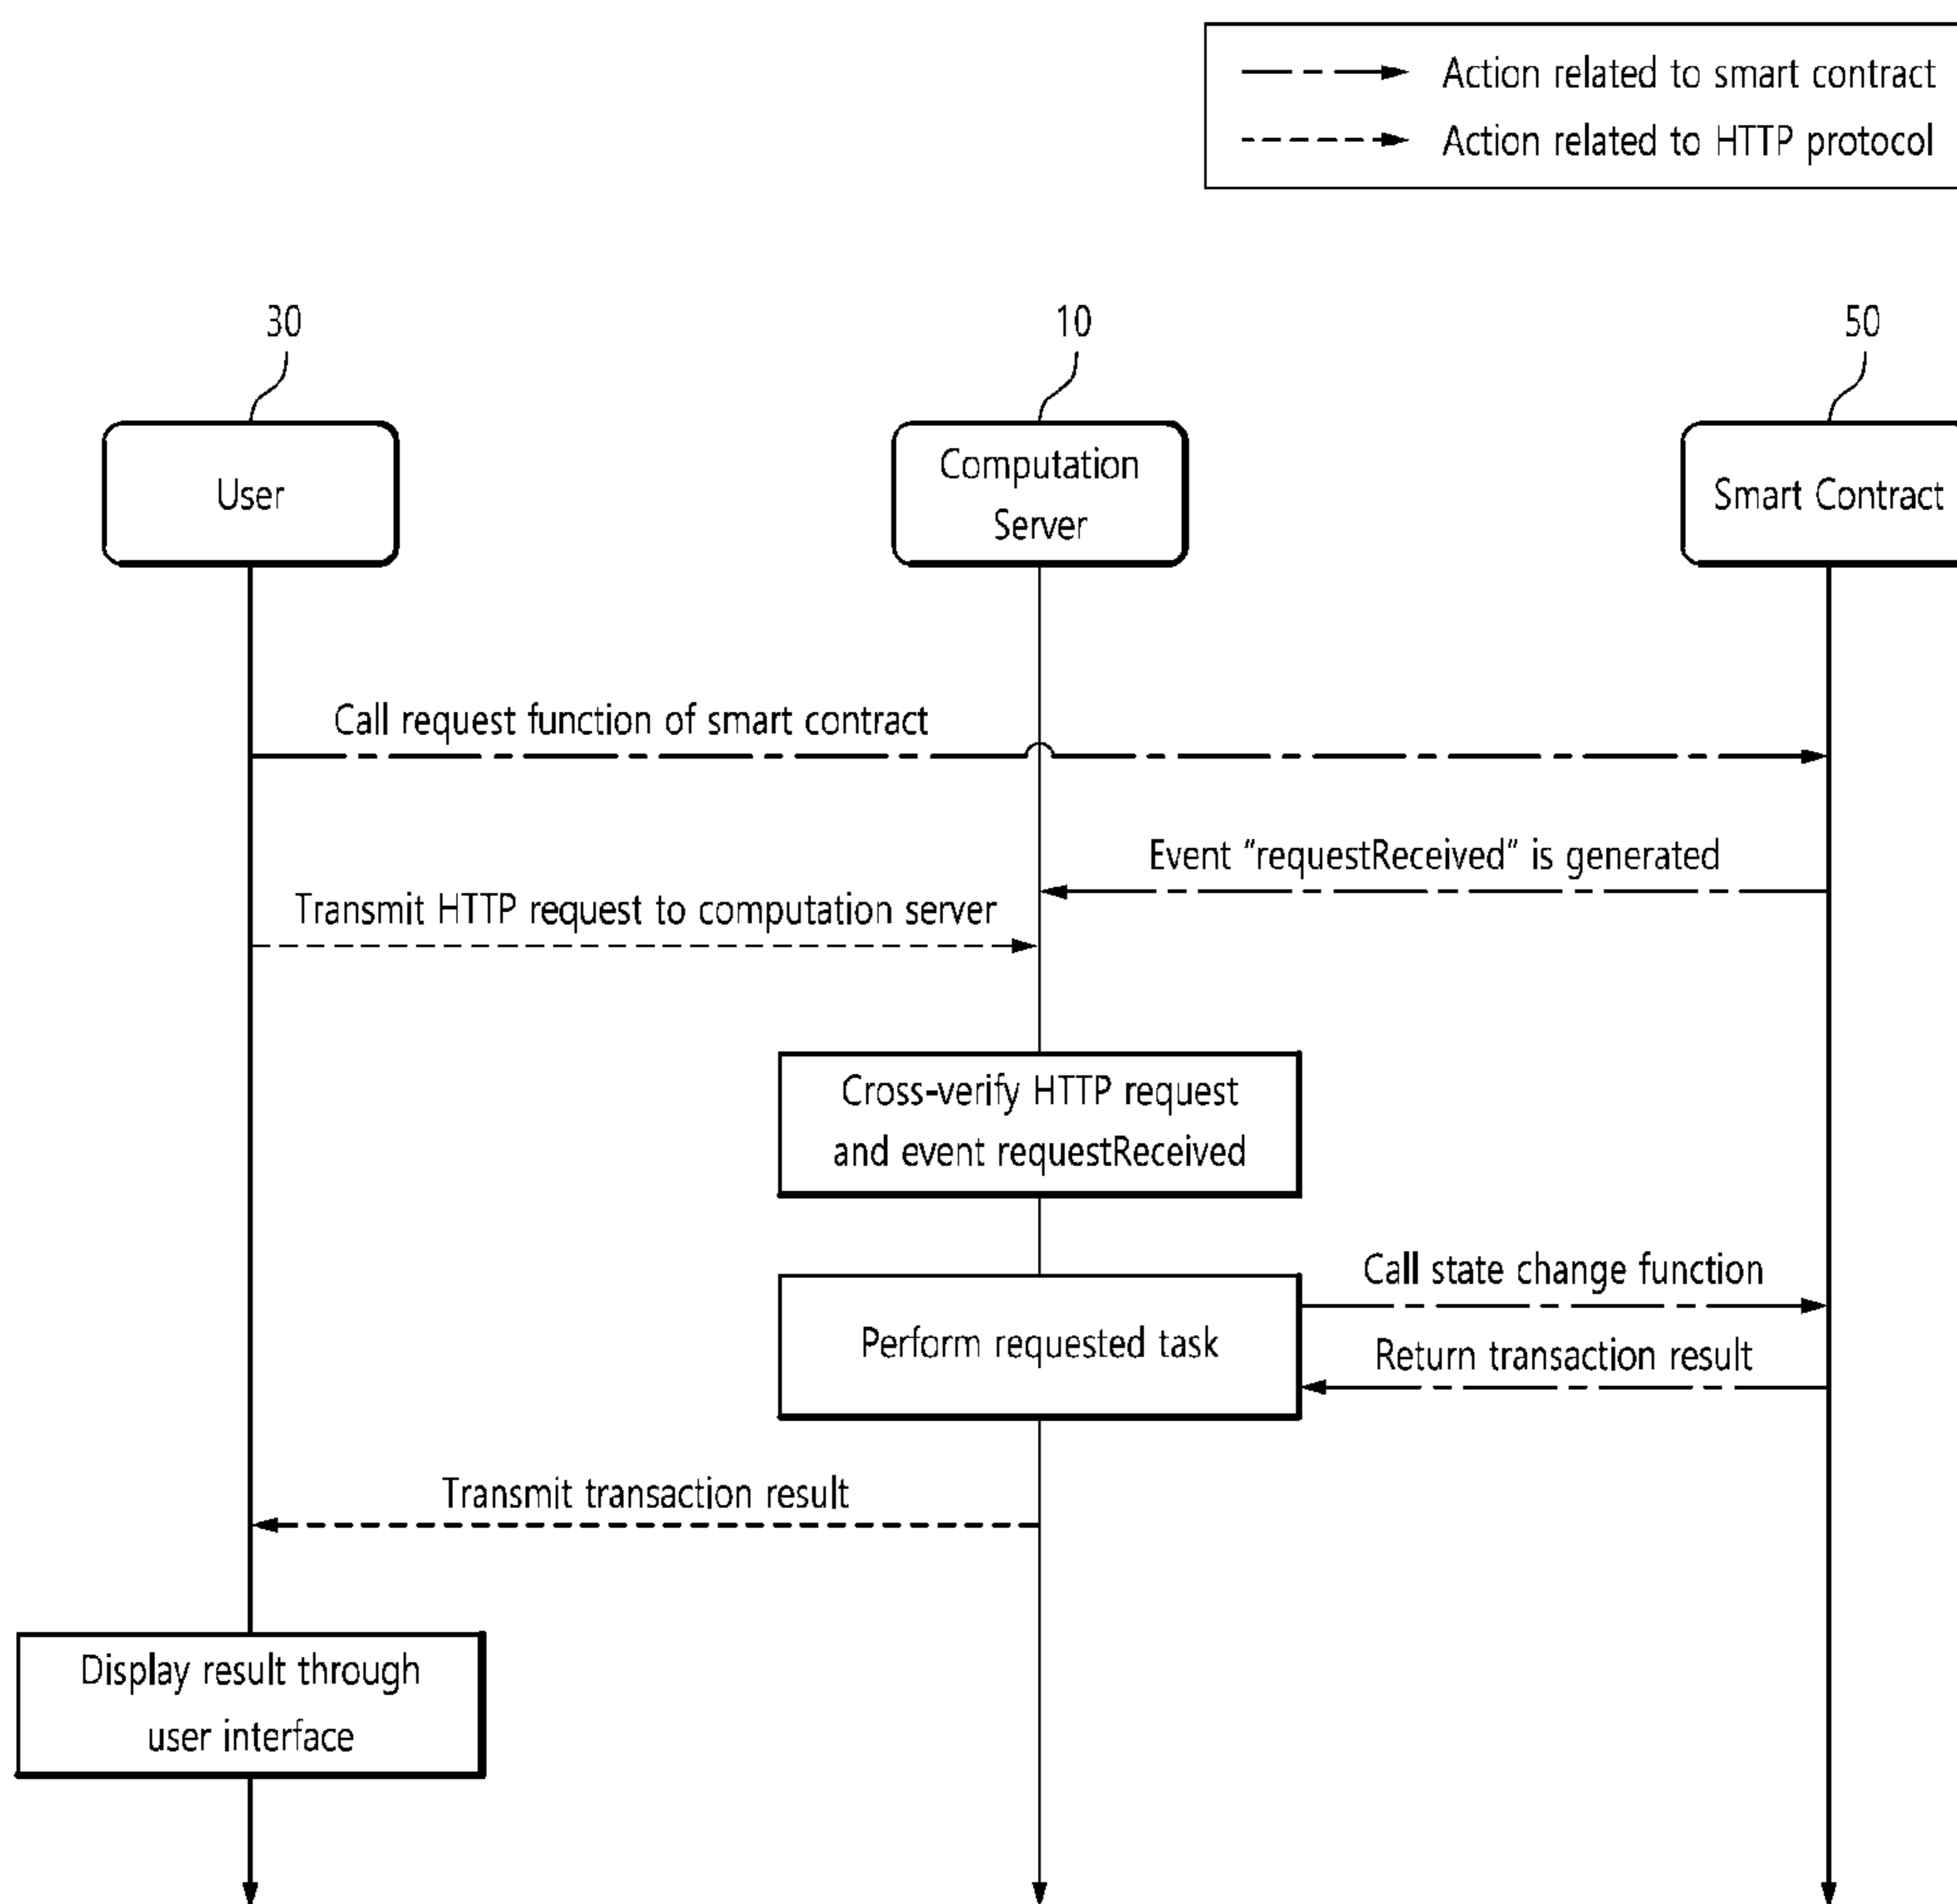 Action related to smart contract
Action related to HTTP protocol
30
10
50
User
Computation
Server
Smart Contract
Call request function of smart contract
Event "requestReceived" is generated
Transmit HTTP request to computation server
Cross-verify HTTP request
and event requestReceived
Call state change function
Perform requested task
Return transaction result
Transmit transaction result
Display result through
user interface